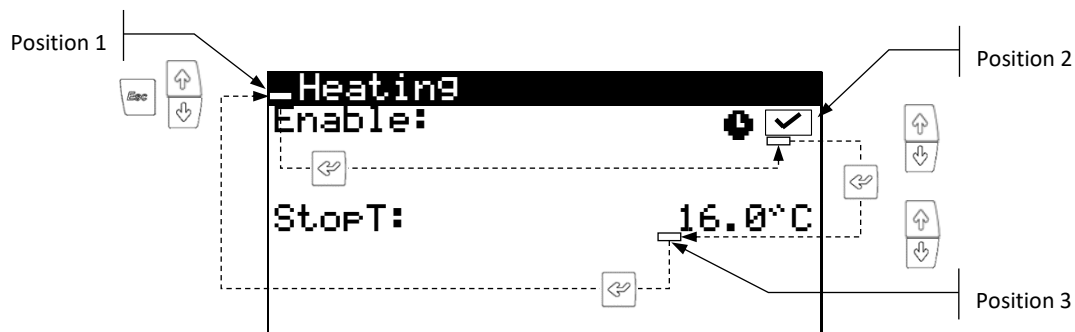 Position 1
Position 2
Esc
Heating
Enable:
StopT: 16.0°C
Position 3